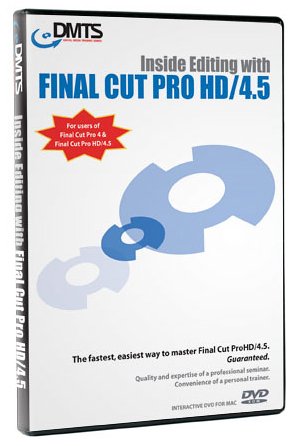 DMTS
Inside Editing with
FINAL CUT PRO HD/4.5
For users of
Final Cut Pro 4 &
Final Cut Pro HD/4.5
Inside Editing with Final Cut Pro HD/4.5
The fastest, easiest way to master Final Cut ProHD/4.5.
Guaranteed.
Quality and expertise of a professional seminar.
Convenience of a personal trainer.
INTERACTIVE DVD FOR MAC
DVD
ROM